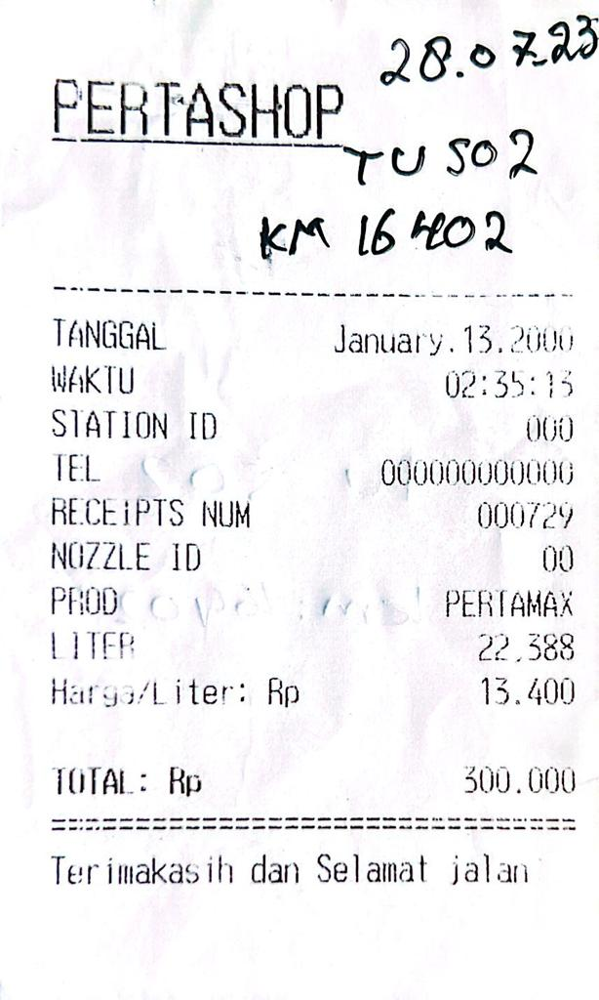 28.07.23
PERTASHOP
TU 502
KM 16402
TANGGAL January.13.2000
WAKTU 02:35:13
STATION ID 000
TEL 000000000000
RECEIPTS NUM 000729
NOZZLE ID 00
PROD PERTAMAX
LITER 22.388
Harga/Liter: Rp 13.400
TOTAL: Rp 300.000
Terimakasih dan Selamat jalan